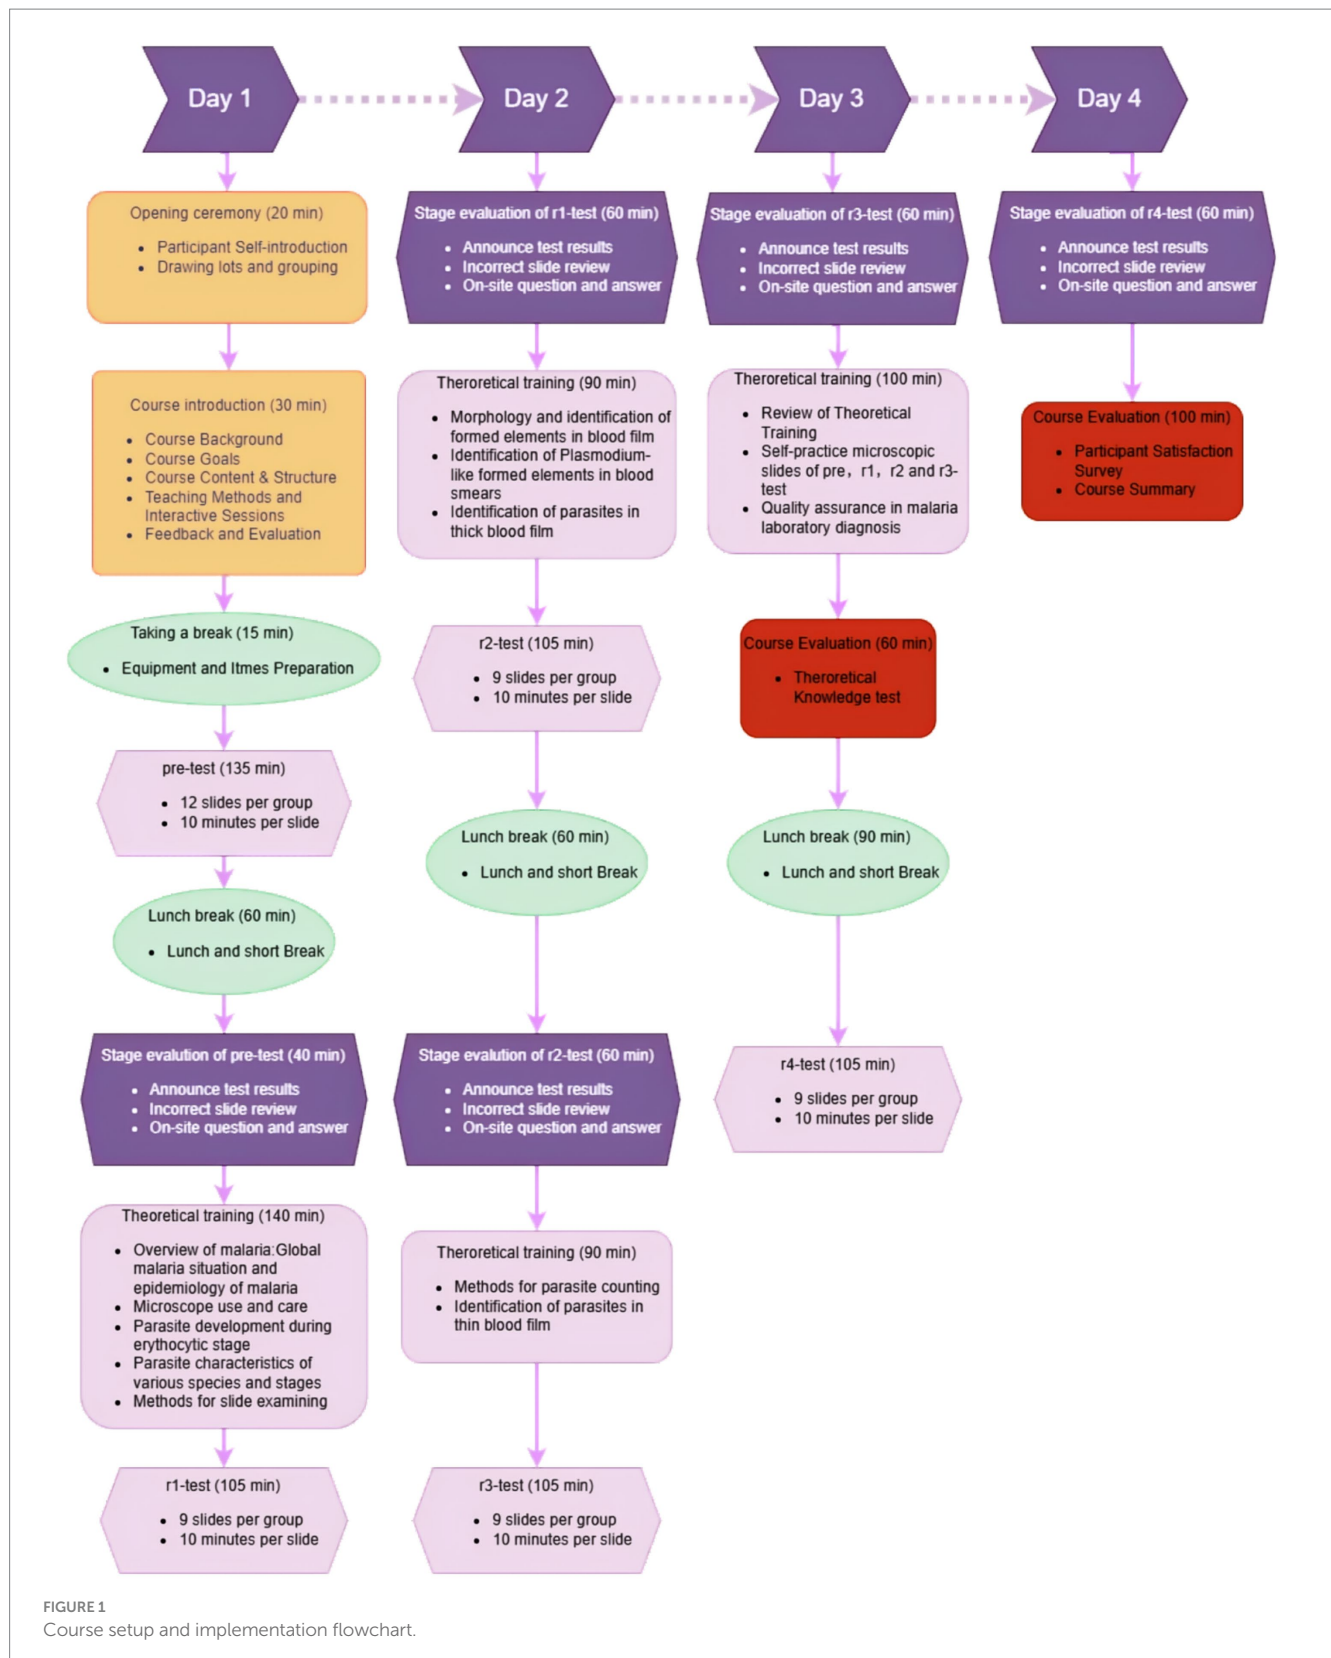 Day 1
Day 2
Day 3
Day 4
Opening ceremony (20 min)
• Participant Self-introduction
• Drawing lots and grouping
Course introduction (30 min)
• Course Background
• Course Goals
• Course Content & Structure
• Teaching Methods and
Interactive Sessions
• Feedback and Evaluation
Taking a break (15 min)
• Equipment and Itmes Preparation
pre-test (135 min)
• 12 slides per group
• 10 minutes per slide
Lunch break (60 min)
• Lunch and short Break
Stage evalution of pre-test (40 min)
• Announce test results
• Incorrect slide review
• On-site question and answer
Theoretical training (140 min)
• Overview of malaria:Global
malaria situation and
epidemiology of malaria
• Microscope use and care
• Parasite development during
erythocytic stage
• Parasite characteristics of
various species and stages
• Methods for slide examining
r1-test (105 min)
• 9 slides per group
• 10 minutes per slide
Stage evaluation of r1-test (60 min)
• Announce test results
• Incorrect slide review
• On-site question and answer
Theroretical training (90 min)
• Morphology and identification of
formed elements in blood film
• Identification of Plasmodium-
like formed elements in blood
smears
• Identification of parasites in
thick blood film
r2-test (105 min)
• 9 slides per group
• 10 minutes per slide
Lunch break (60 min)
• Lunch and short Break
Stage evalution of r2-test (60 min)
• Announce test results
• Incorrect slide review
• On-site question and answer
Theroretical training (90 min)
• Methods for parasite counting
• Identification of parasites in
thin blood film
r3-test (105 min)
• 9 slides per group
• 10 minutes per slide
Stage evaluation of r3-test (60 min)
• Announce test results
• Incorrect slide review
• On-site question and answer
Theroretical training (100 min)
• Review of Theoretical
Training
• Self-practice microscopic
slides of pre，r1，r2 and r3-
test
• Quality assurance in malaria
laboratory diagnosis
Course Evaluation (60 min)
• Theroretical
Knowledge test
Lunch break (90 min)
• Lunch and short Break
r4-test (105 min)
• 9 slides per group
• 10 minutes per slide
Stage evaluation of r4-test (60 min)
• Announce test results
• Incorrect slide review
• On-site question and answer
Course Evaluation (100 min)
• Participant Satisfaction
Survey
• Course Summary
FIGURE 1
Course setup and implementation flowchart.